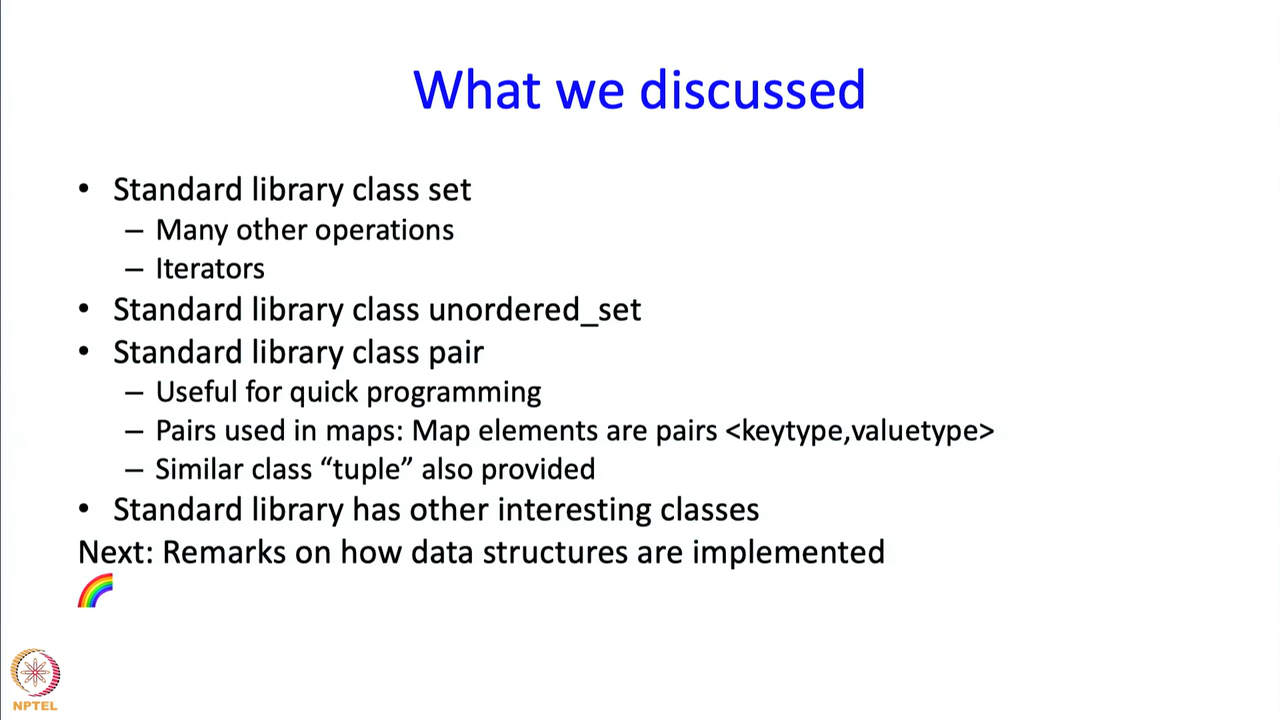 What we discussed
• Standard library class set
– Many other operations
– Iterators
• Standard library class unordered_set
• Standard library class pair
– Useful for quick programming
– Pairs used in maps: Map elements are pairs <keytype,valuetype>
– Similar class “tuple” also provided
• Standard library has other interesting classes
Next: Remarks on how data structures are implemented
NPTEL